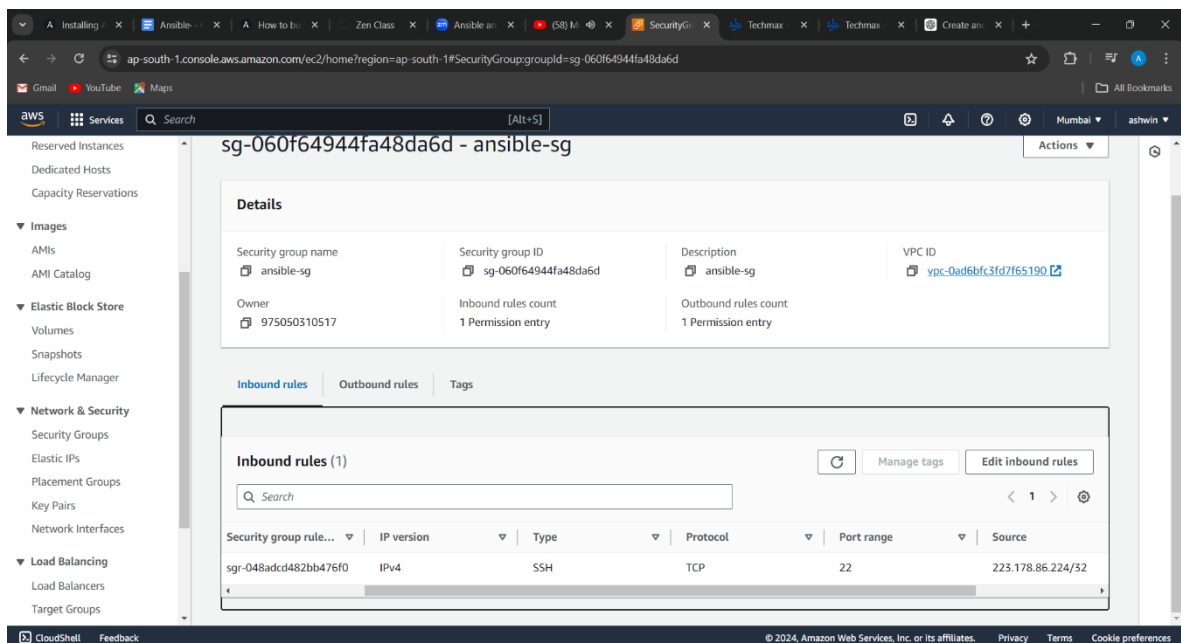 A Installing A
Ansible- -
A How to bu
Zen Class
Ansible an
(58) M
SecurityGr
Techmax
Techmax
Create an
ap-south-1.console.aws.amazon.com/ec2/home?region=ap-south-1#SecurityGroup:groupId=sg-060f64944fa48da6d
A
Gmail YouTube Maps All Bookmarks
aws Services Search [Alt+S] Mumbai ashwin
Reserved Instances
Dedicated Hosts
Capacity Reservations
Images
AMIs
AMI Catalog
Elastic Block Store
Volumes
Snapshots
Lifecycle Manager
Network & Security
Security Groups
Elastic IPs
Placement Groups
Key Pairs
Network Interfaces
Load Balancing
Load Balancers
Target Groups
sg-060f64944fa48da6d - ansible-sg
Actions
Details
Security group name
ansible-sg
Security group ID
sg-060f64944fa48da6d
Description
ansible-sg
VPC ID
vpc-0ad6bfc3fd7f65190
Owner
975050310517
Inbound rules count
1 Permission entry
Outbound rules count
1 Permission entry
Inbound rules Outbound rules Tags
Inbound rules (1)
Manage tags
Edit inbound rules
Search
1
Security group rule... IP version Type Protocol Port range Source
sgr-048adcd482bb476f0 IPv4 SSH TCP 22 223.178.86.224/32
CloudShell Feedback © 2024, Amazon Web Services, Inc. or its affiliates. Privacy Terms Cookie preferences